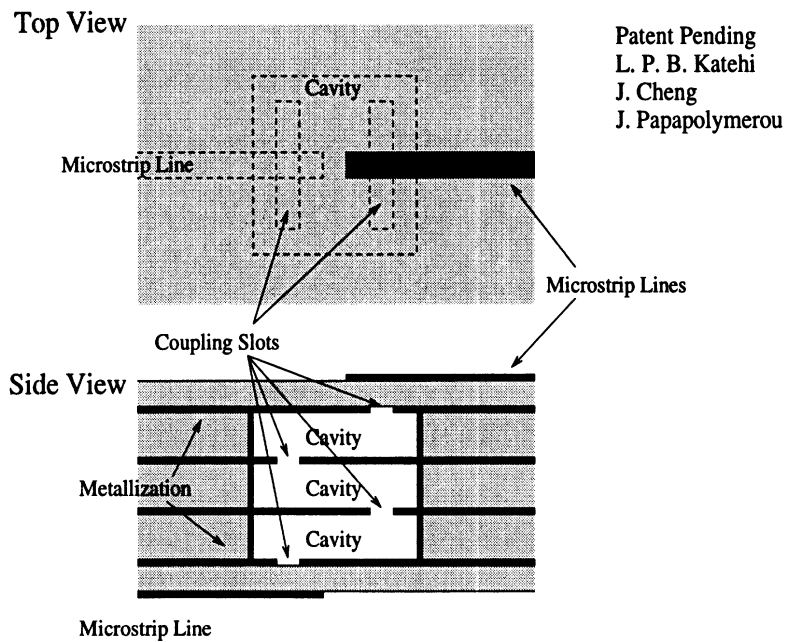 Top View
Patent Pending
L. P. B. Katehi
J. Cheng
J. Papapolymerou
Cavity
Microstrip Line
Microstrip Lines
Coupling Slots
Side View
Cavity
Metallization
Cavity
Cavity
Microstrip Line